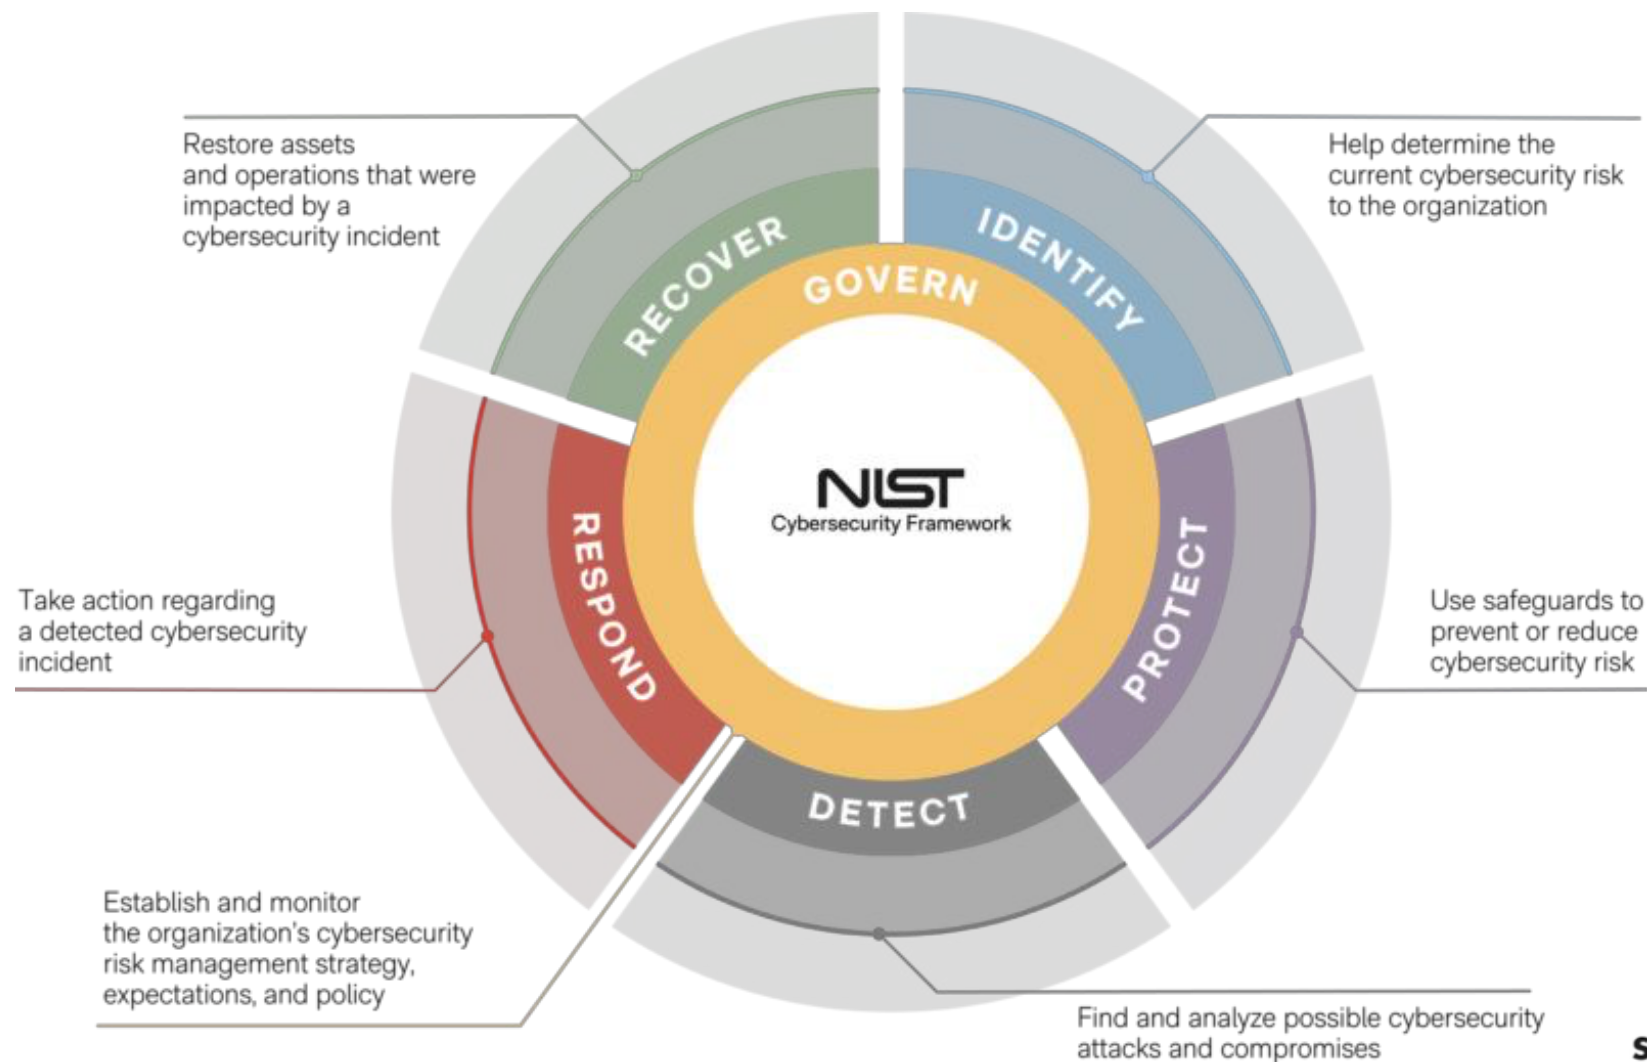 Restore assets
and operations that were
impacted by a
cybersecurity incident
Help determine the
current cybersecurity risk
to the organization
RECOVER
GOVERN
IDENTIFY
NIST
Cybersecurity Framework
RESPOND
PROTECT
DETECT
Take action regarding
a detected cybersecurity
incident
Use safeguards to
prevent or reduce
cybersecurity risk
Establish and monitor
the organization's cybersecurity
risk management strategy,
expectations, and policy
Find and analyze possible cybersecurity
attacks and compromises